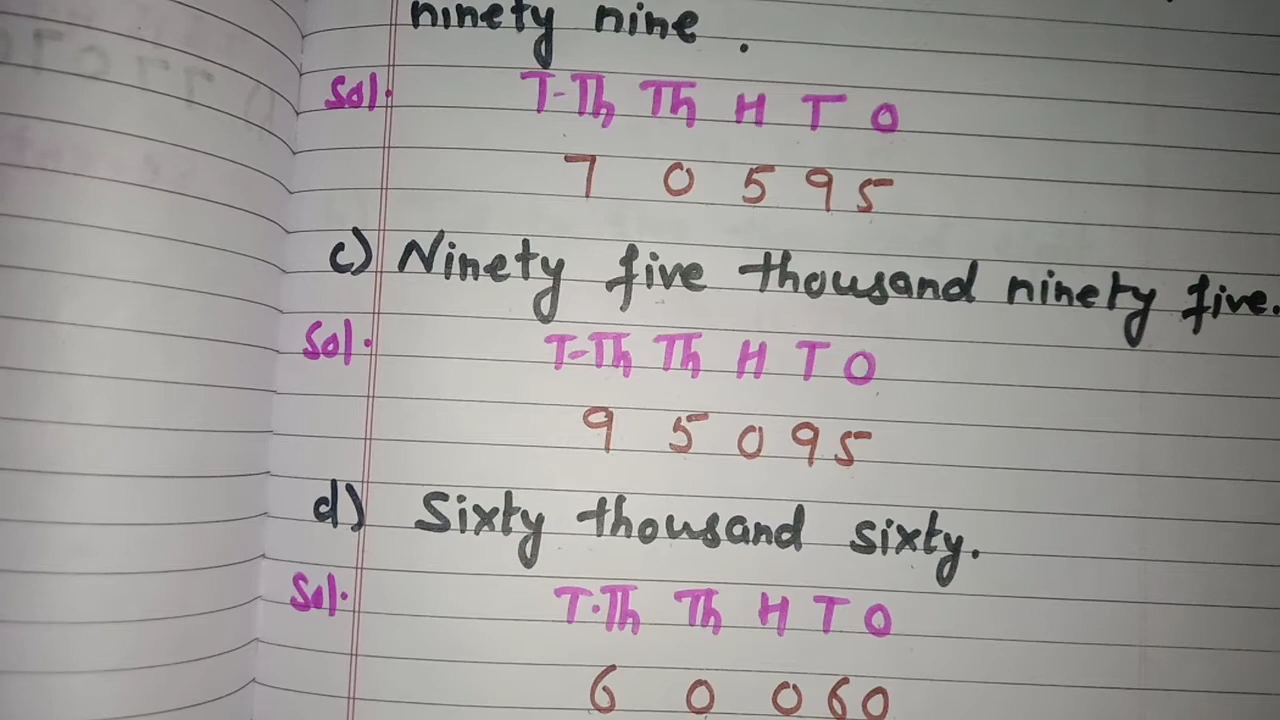 ninety nine.
Sol. T-Th Th H T O
7 0 5 9 5
c) Ninety five thousand ninety five.
Sol. T-Th Th H T O
9 5 0 9 5
d) Sixty thousand sixty.
Sol. T.Th Th H T O
6 0 0 6 0